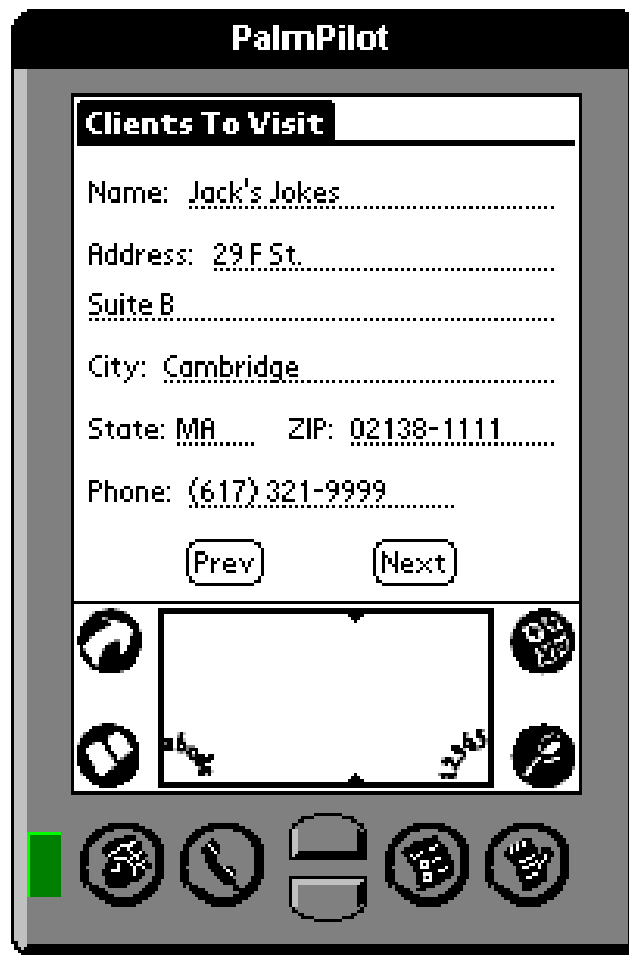 PalmPilot
Clients To Visit
Name: Jack's Jokes
Address: 29 F St.
Suite B
City: Cambridge
State: MA ZIP: 02138-1111
Phone: (617) 321-9999
Prev Next